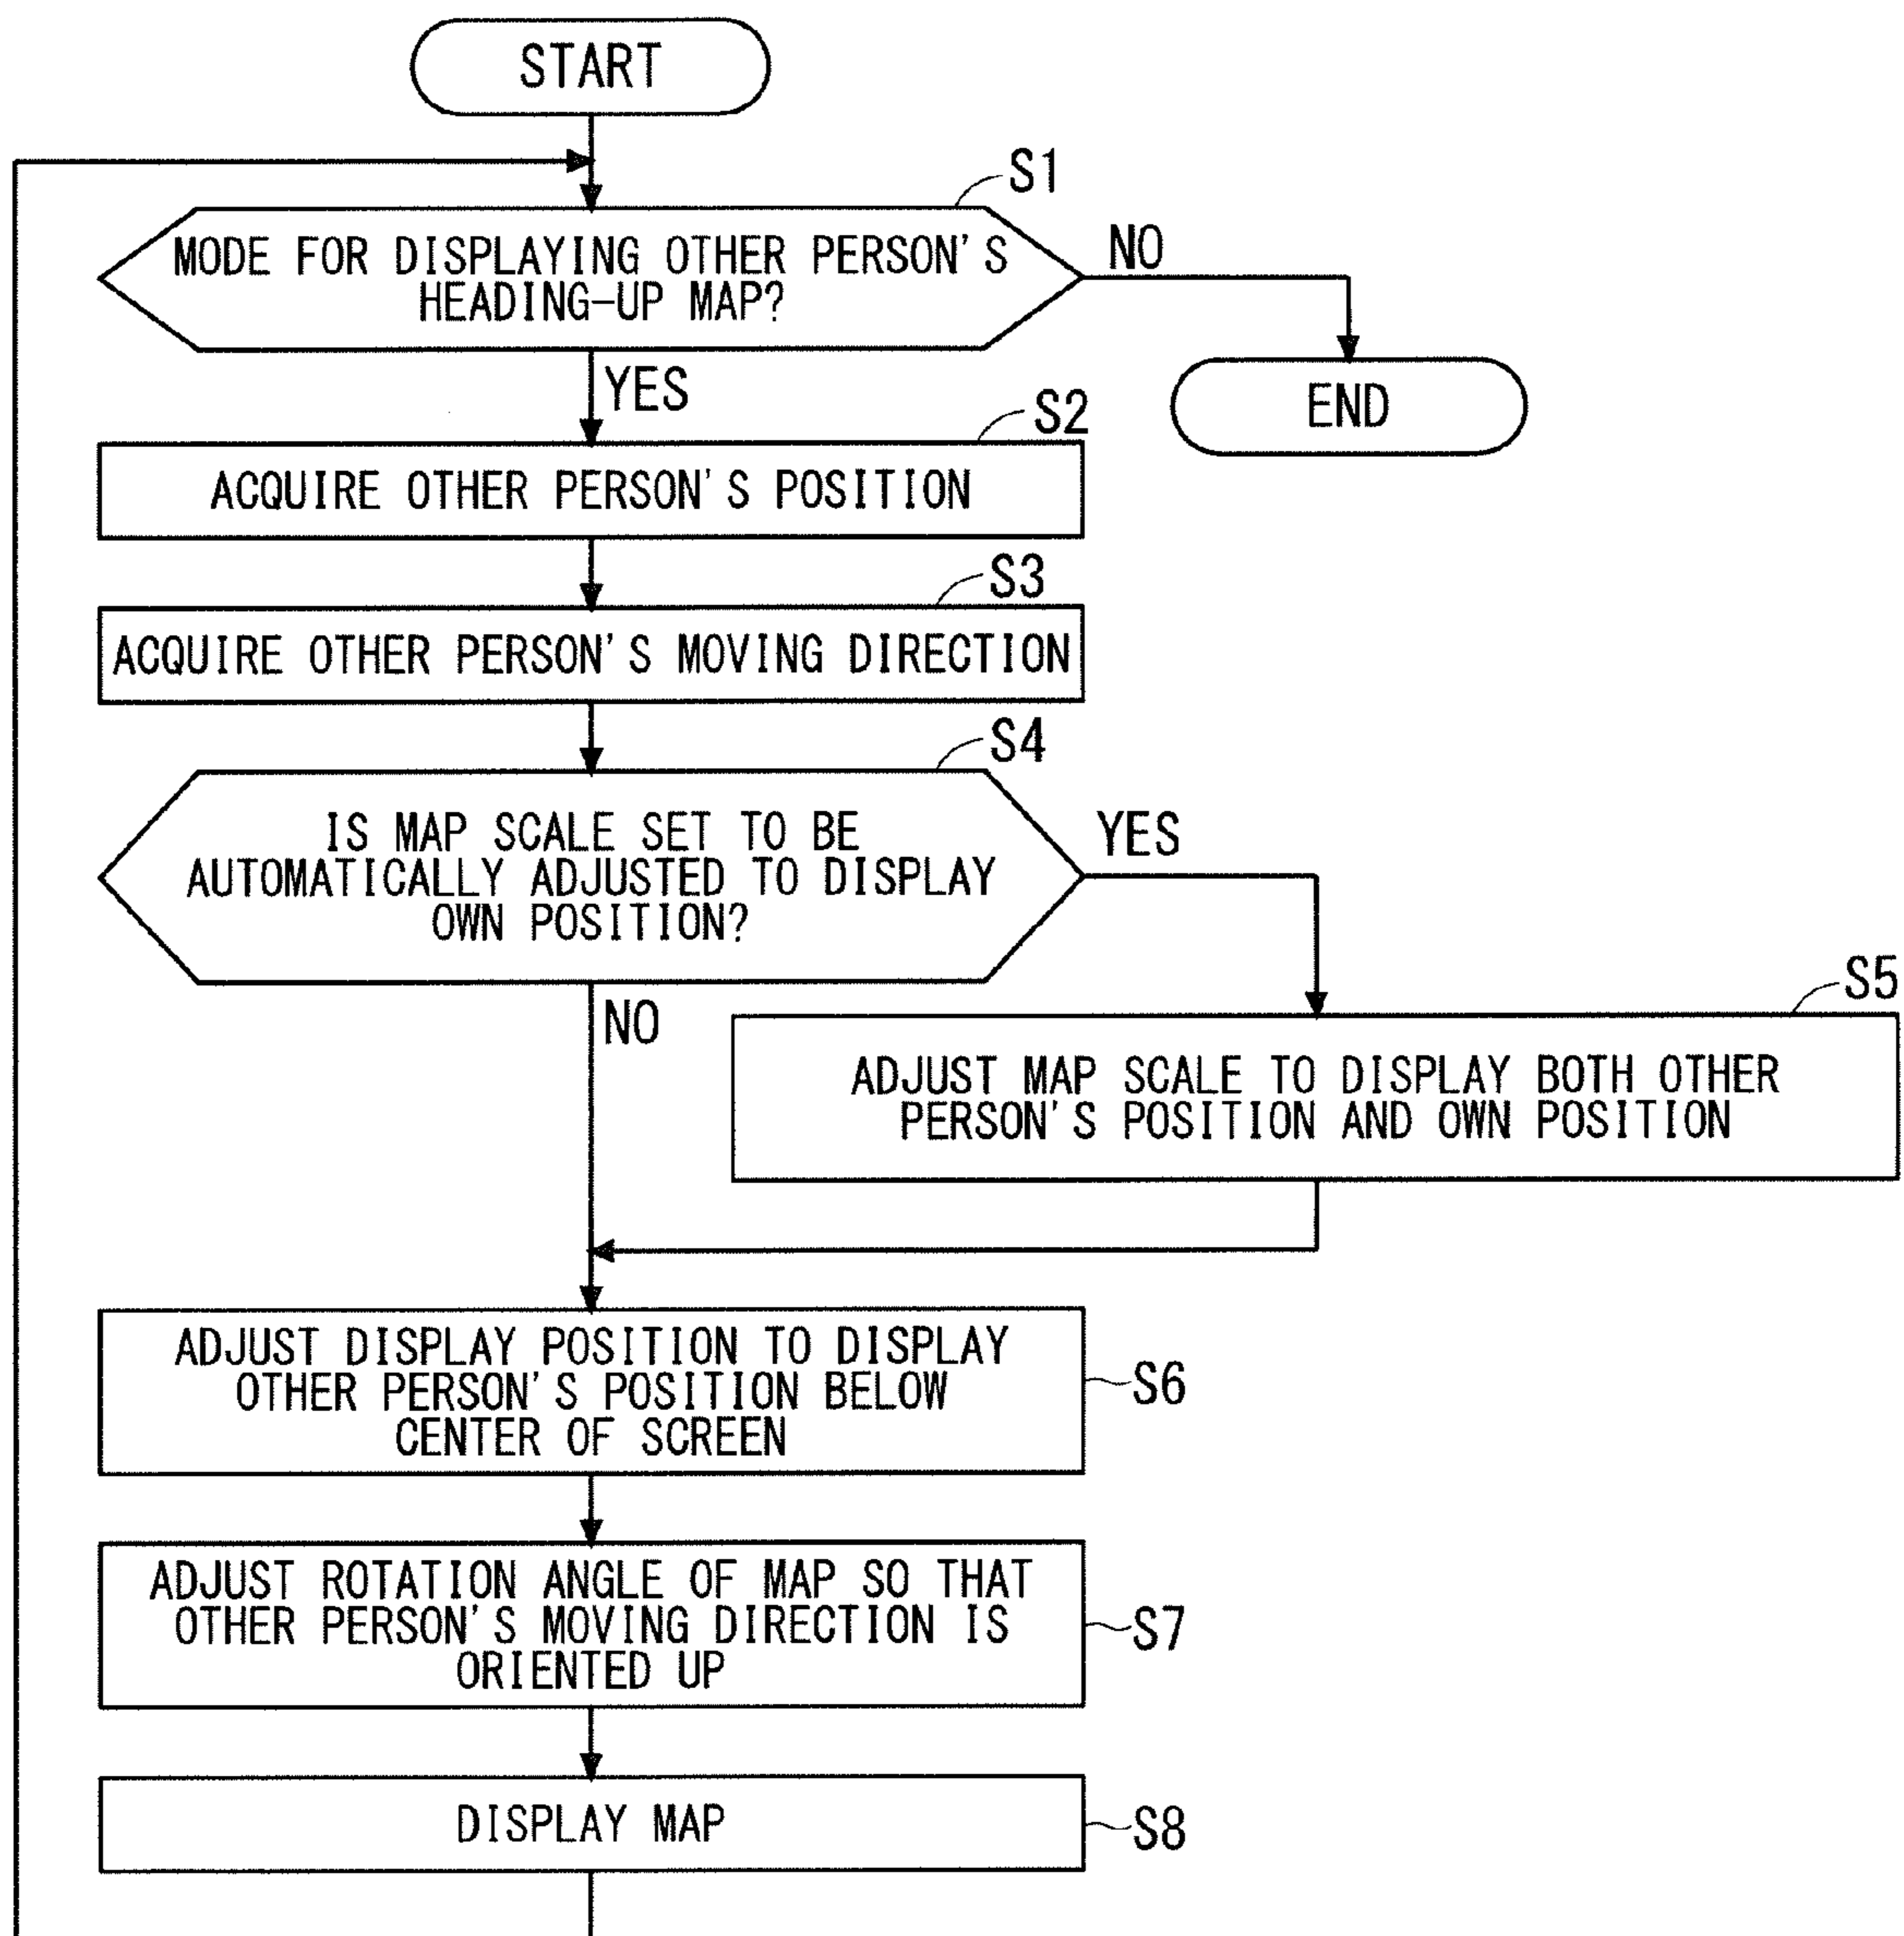 START
S1
MODE FOR DISPLAYING OTHER PERSON'S
HEADING-UP MAP?
NO
YES
END
S2
ACQUIRE OTHER PERSON'S POSITION
S3
ACQUIRE OTHER PERSON'S MOVING DIRECTION
S4
IS MAP SCALE SET TO BE
AUTOMATICALLY ADJUSTED TO DISPLAY
OWN POSITION?
YES
NO
S5
ADJUST MAP SCALE TO DISPLAY BOTH OTHER
PERSON'S POSITION AND OWN POSITION
ADJUST DISPLAY POSITION TO DISPLAY
OTHER PERSON'S POSITION BELOW
CENTER OF SCREEN
S6
ADJUST ROTATION ANGLE OF MAP SO THAT
OTHER PERSON'S MOVING DIRECTION IS
ORIENTED UP
S7
DISPLAY MAP
S8